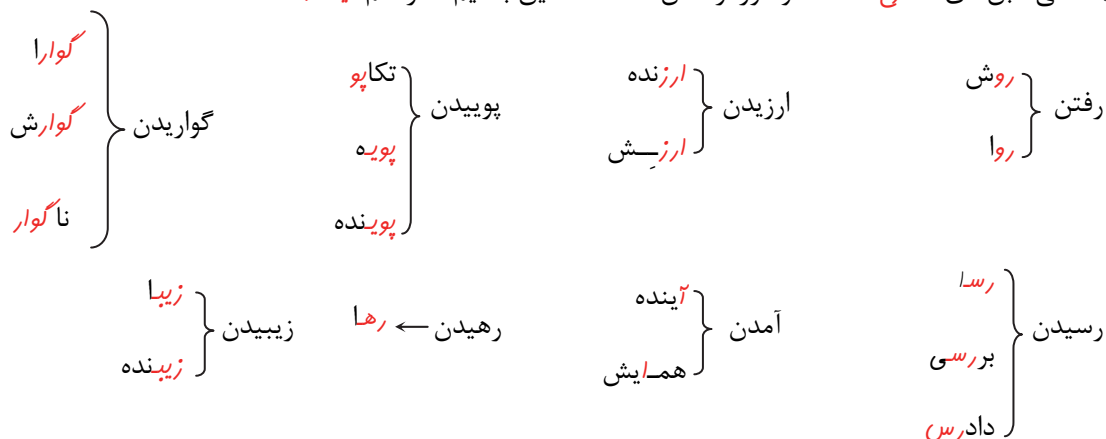 رفتن
روش
روا
ارزیدن
ارزنده
ارزِش
پوییدن
تکاپو
پویه
پوینده
گواریدن
گوارا
گوارش
ناگوار
رسیدن
رسا
بررسی
دادرس
آمدن
آینده
همایش
رهیدن ← رها
زیبیدن
زیبا
زیبنده